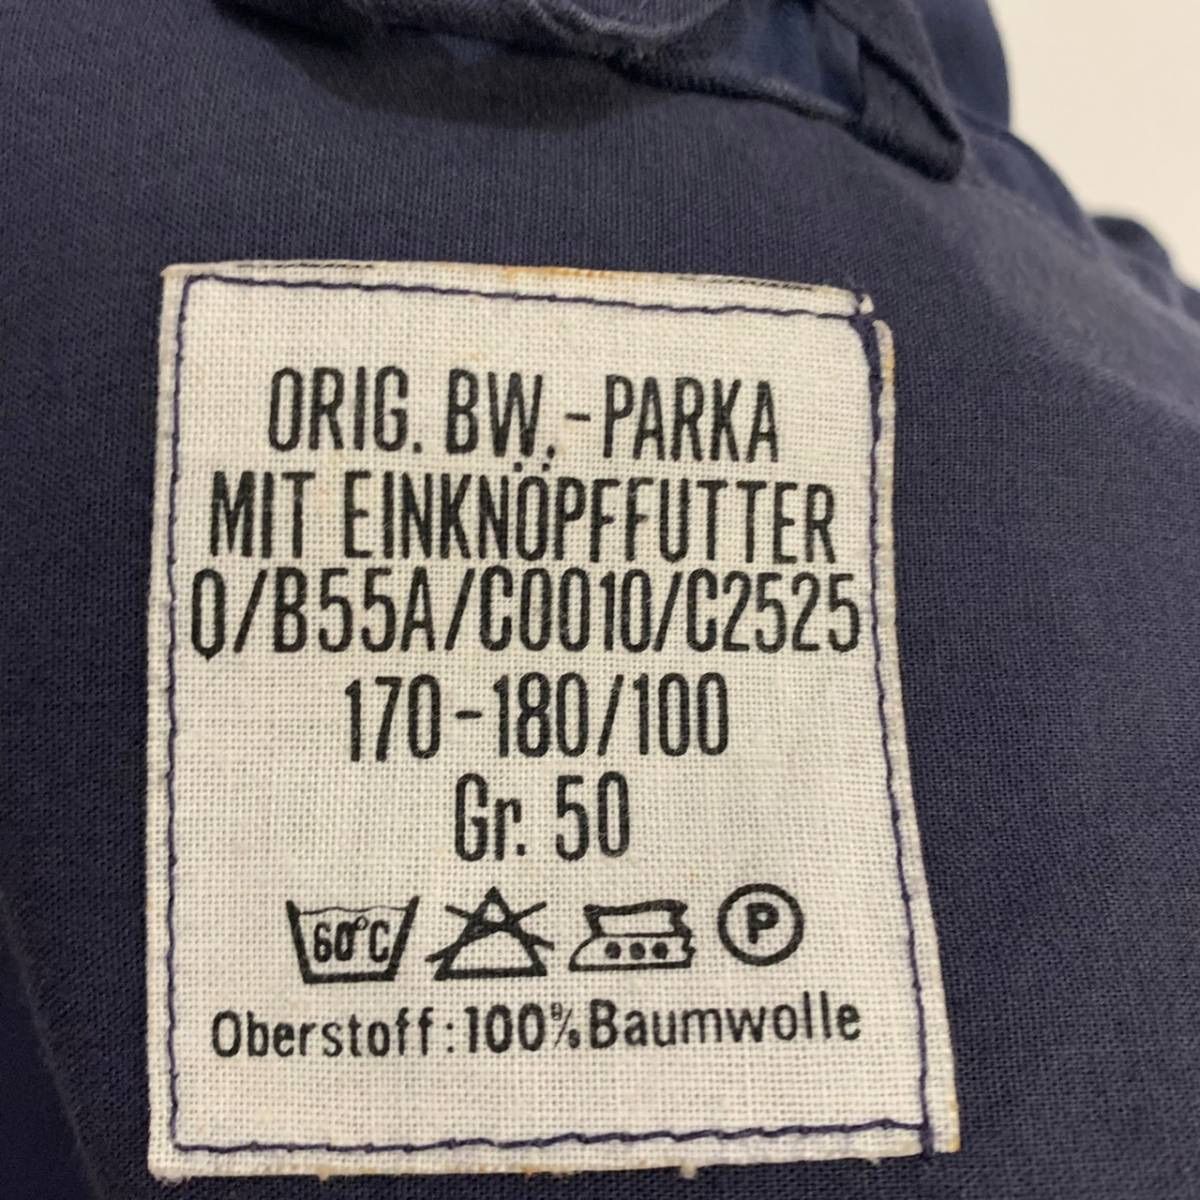 ORIG. BW.-PARKA
MIT EINKNÖPFFUTTER
0/B55A/C0010/C2525
170-180/100
Gr. 50
60°C P
Oberstoff: 100% Baumwolle